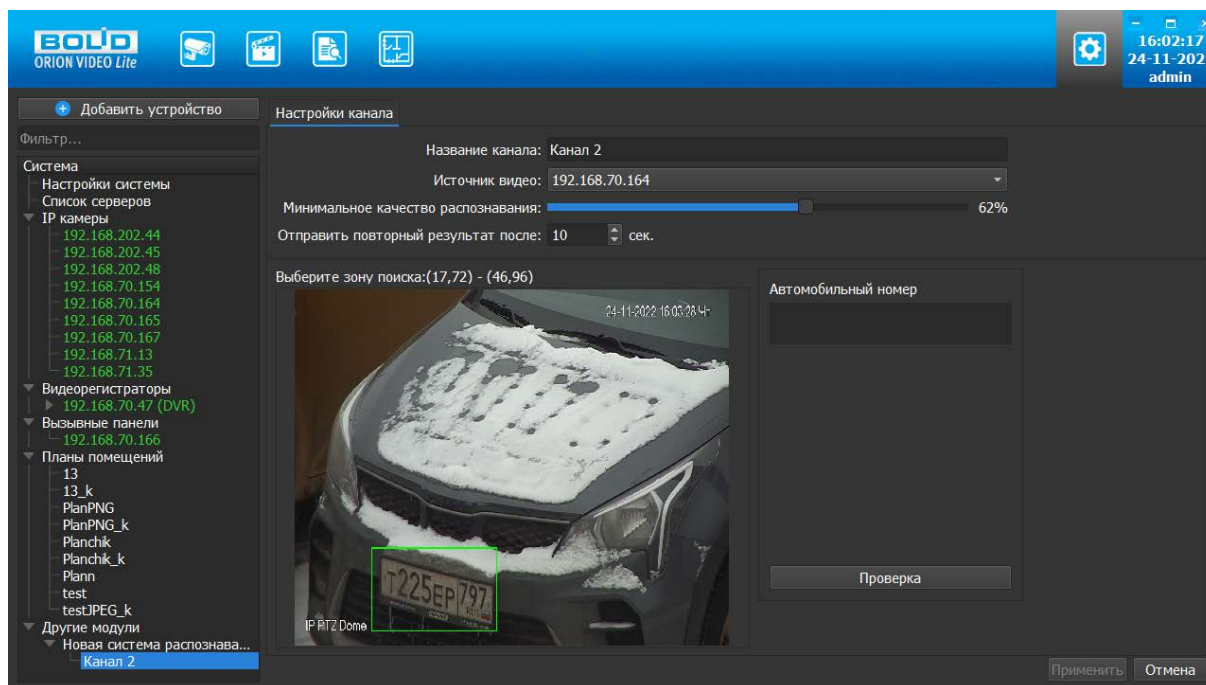 BOLID
ORION VIDEO Lite
16:02:17
24-11-202
admin
Добавить устройство
Фильтр...
Система
Настройки системы
Список серверов
IP камеры
192.168.202.44
192.168.202.45
192.168.202.48
192.168.70.154
192.168.70.164
192.168.70.165
192.168.70.167
192.168.71.13
192.168.71.35
Видеорегистраторы
192.168.70.47 (DVR)
Вызывные панели
192.168.70.166
Планы помещений
13
13_k
PlanPNG
PlanPNG_k
Planchik
Planchik_k
Plann
test
testJPEG_k
Другие модули
Новая система распознава...
Канал 2
Настройки канала
Название канала: Канал 2
Источник видео: 192.168.70.164
Минимальное качество распознавания: 62%
Отправить повторный результат после: 10 сек.
Выберите зону поиска:(17,72) - (46,96)
24-11-2022 16:03:28 Чт
Т225ЕР 797
IP PTZ Dome
Автомобильный номер
Проверка
Применить
Отмена